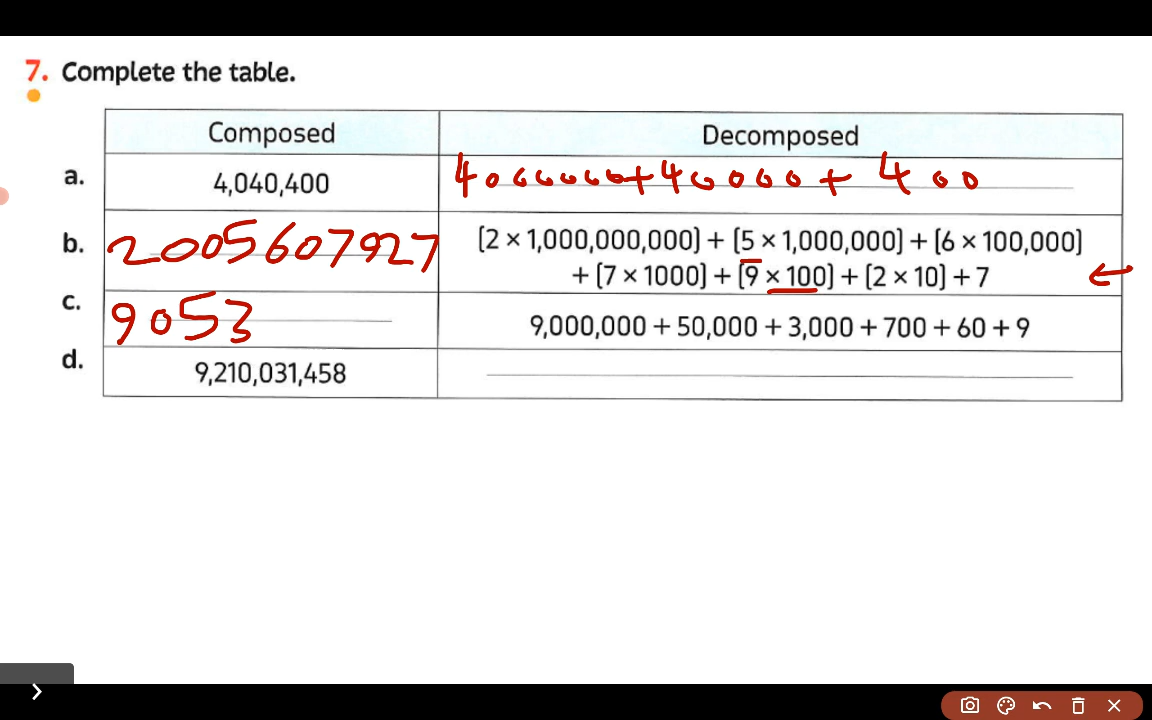 7. Complete the table.
Composed Decomposed
a. 4,040,400 4000000+40000 + 400
b. 2005607927 (2 × 1,000,000,000) + (5 × 1,000,000) + (6 × 100,000)
+ (7 × 1000) + (9 × 100) + (2 × 10) + 7
c. 9053 9,000,000 + 50,000 + 3,000 + 700 + 60 + 9
d. 9,210,031,458